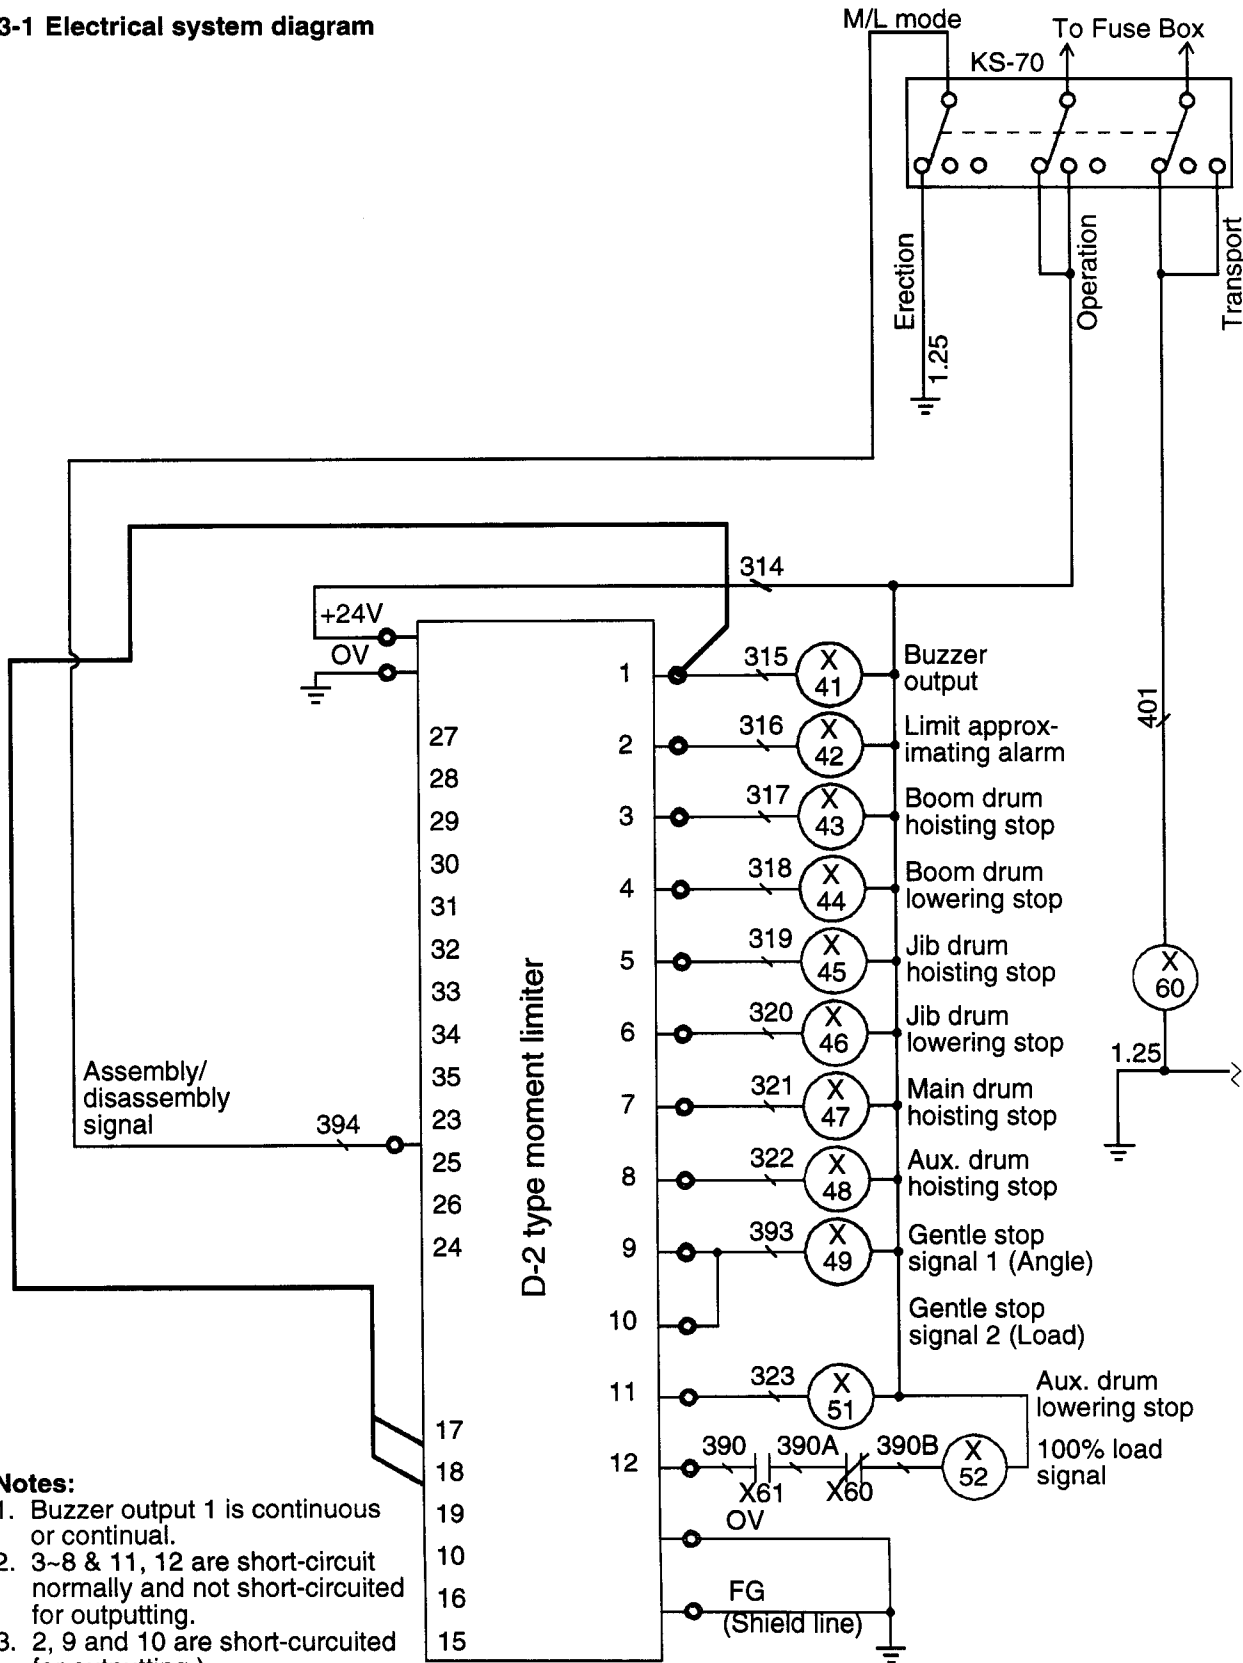 3-1 Electrical system diagram
M/L mode
To Fuse Box
KS-70
Erection
1.25
Operation
Transport
314
+24V
OV
1
315
X
41
Buzzer
output
2
316
X
42
Limit approx-
imating alarm
3
317
X
43
Boom drum
hoisting stop
4
318
X
44
Boom drum
lowering stop
5
319
X
45
Jib drum
hoisting stop
6
320
X
46
Jib drum
lowering stop
7
321
X
47
Main drum
hoisting stop
8
322
X
48
Aux. drum
hoisting stop
9
393
X
49
Gentle stop
signal 1 (Angle)
10
Gentle stop
signal 2 (Load)
11
323
X
51
Aux. drum
lowering stop
12
390
X61
390A
X60
390B
X
52
100% load
signal
OV
FG
(Shield line)
401
X
60
1.25
27
28
29
30
31
32
33
34
35
23
25
26
24
17
18
19
10
16
15
D-2 type moment limiter
Assembly/
disassembly
signal
394
Notes:
1. Buzzer output 1 is continuous
or continual.
2. 3~8 & 11, 12 are short-circuit
normally and not short-circuited
for outputting.
3. 2, 9 and 10 are short-curcuited